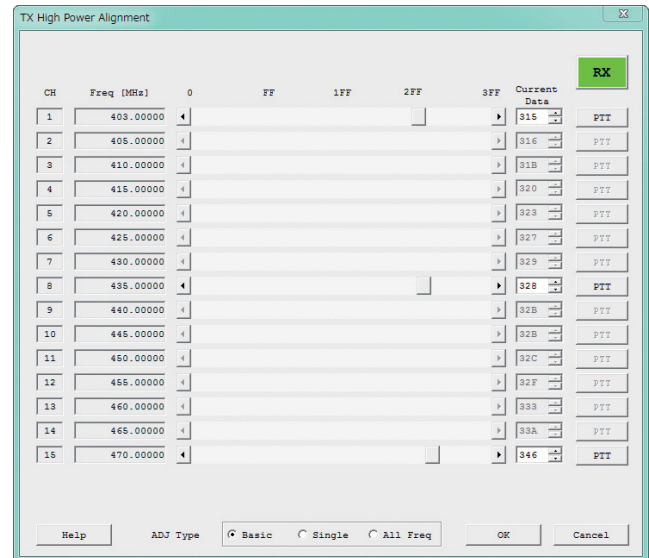 TX High Power Alignment
RX
CH Freq [MHz] 0 FF 1FF 2FF 3FF Current Data
1 403.00000 315 PTT
2 405.00000 316 PTT
3 410.00000 31B PTT
4 415.00000 320 PTT
5 420.00000 323 PTT
6 425.00000 327 PTT
7 430.00000 329 PTT
8 435.00000 328 PTT
9 440.00000 32B PTT
10 445.00000 32B PTT
11 450.00000 32C PTT
12 455.00000 32F PTT
13 460.00000 333 PTT
14 465.00000 33A PTT
15 470.00000 346 PTT
Help ADJ Type Basic Single All Freq OK Cancel